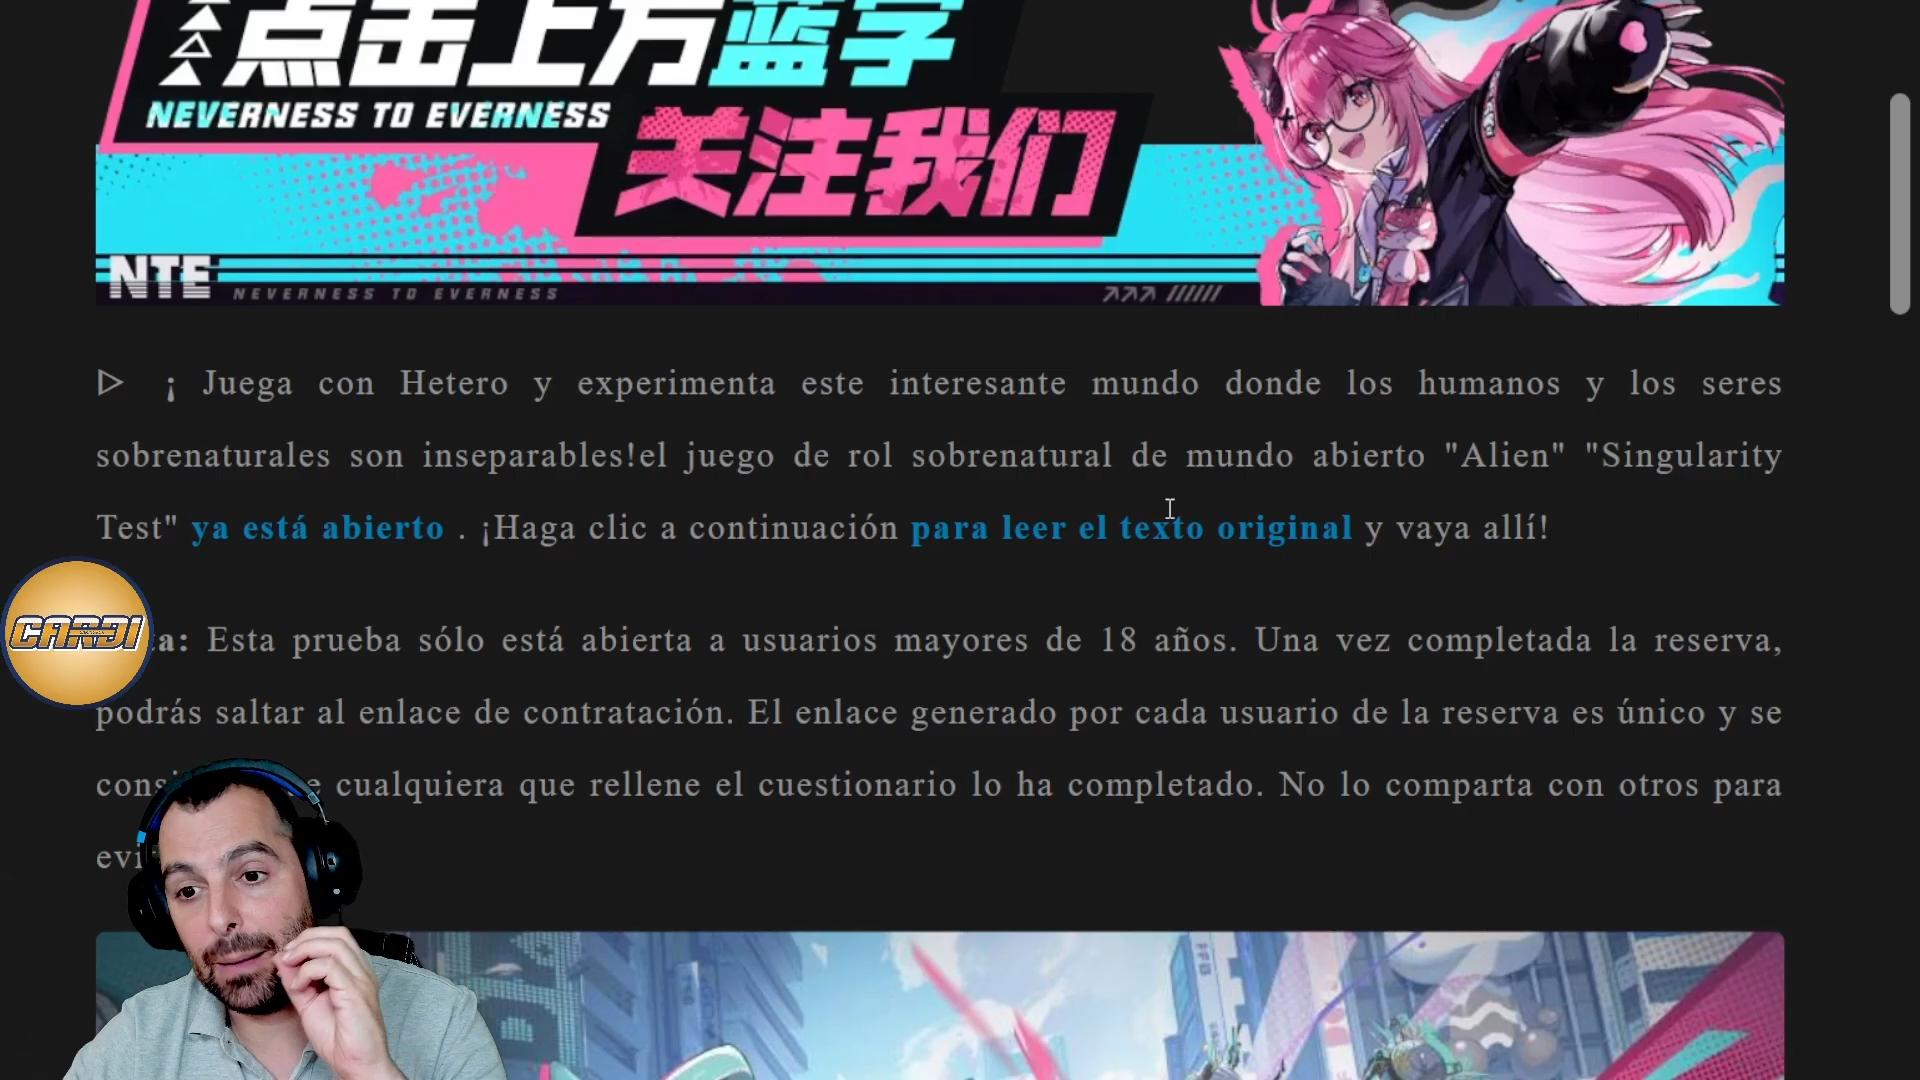 点击上方蓝字
NEVERNESS TO EVERNESS
关注我们
NTE NEVERNESS TO EVERNESS
▷ ¡ Juega con Hetero y experimenta este interesante mundo donde los humanos y los seres
sobrenaturales son inseparables!el juego de rol sobrenatural de mundo abierto "Alien" "Singularity
Test" ya está abierto . ¡Haga clic a continuación para leer el texto original y vaya allí!
CARDI
ta: Esta prueba sólo está abierta a usuarios mayores de 18 años. Una vez completada la reserva,
podrás saltar al enlace de contratación. El enlace generado por cada usuario de la reserva es único y se
cualquiera que rellene el cuestionario lo ha completado. No lo comparta con otros para